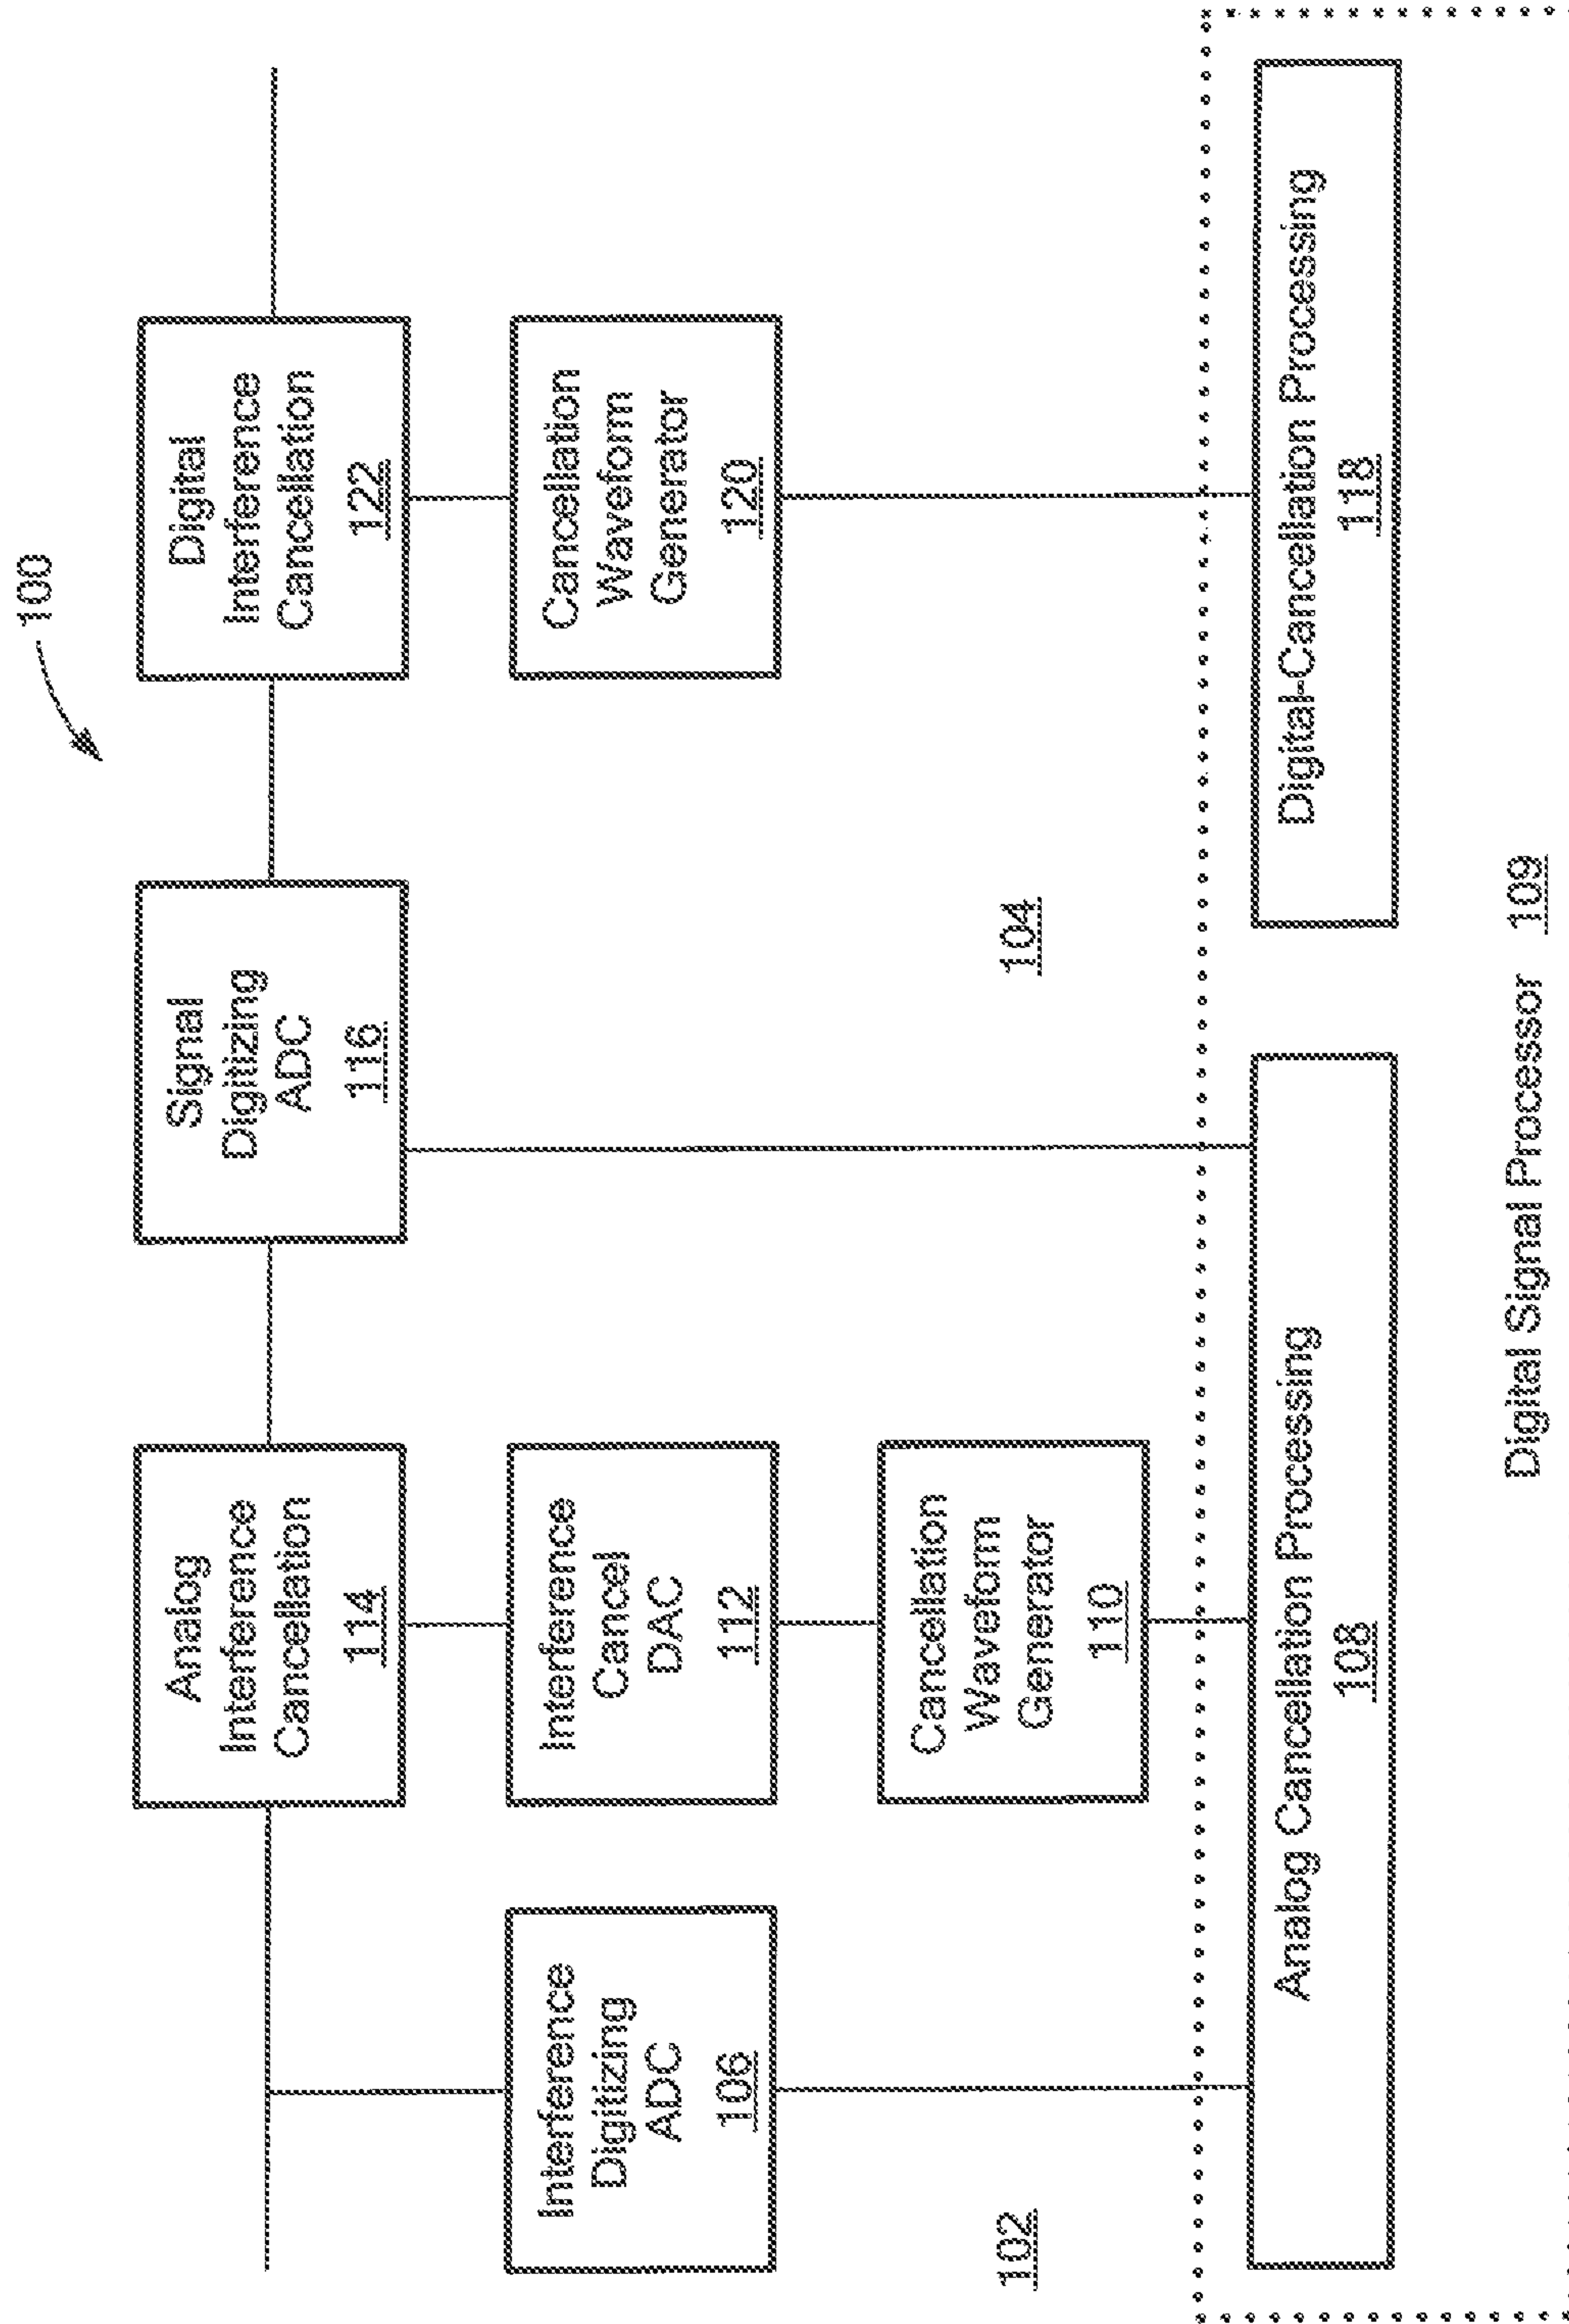 100
Analog
Interference
Cancellation
114
Signal
Digitizing
ADC
116
Digital
Interference
Cancellation
122
Interference
Digitizing
ADC
106
Interference
Cancel
DAC
112
Cancellation
Waveform
Generator
120
Cancellation
Waveform
Generator
110
102
104
Analog Cancellation Processing
108
Digital-Cancellation Processing
118
Digital Signal Processor 109